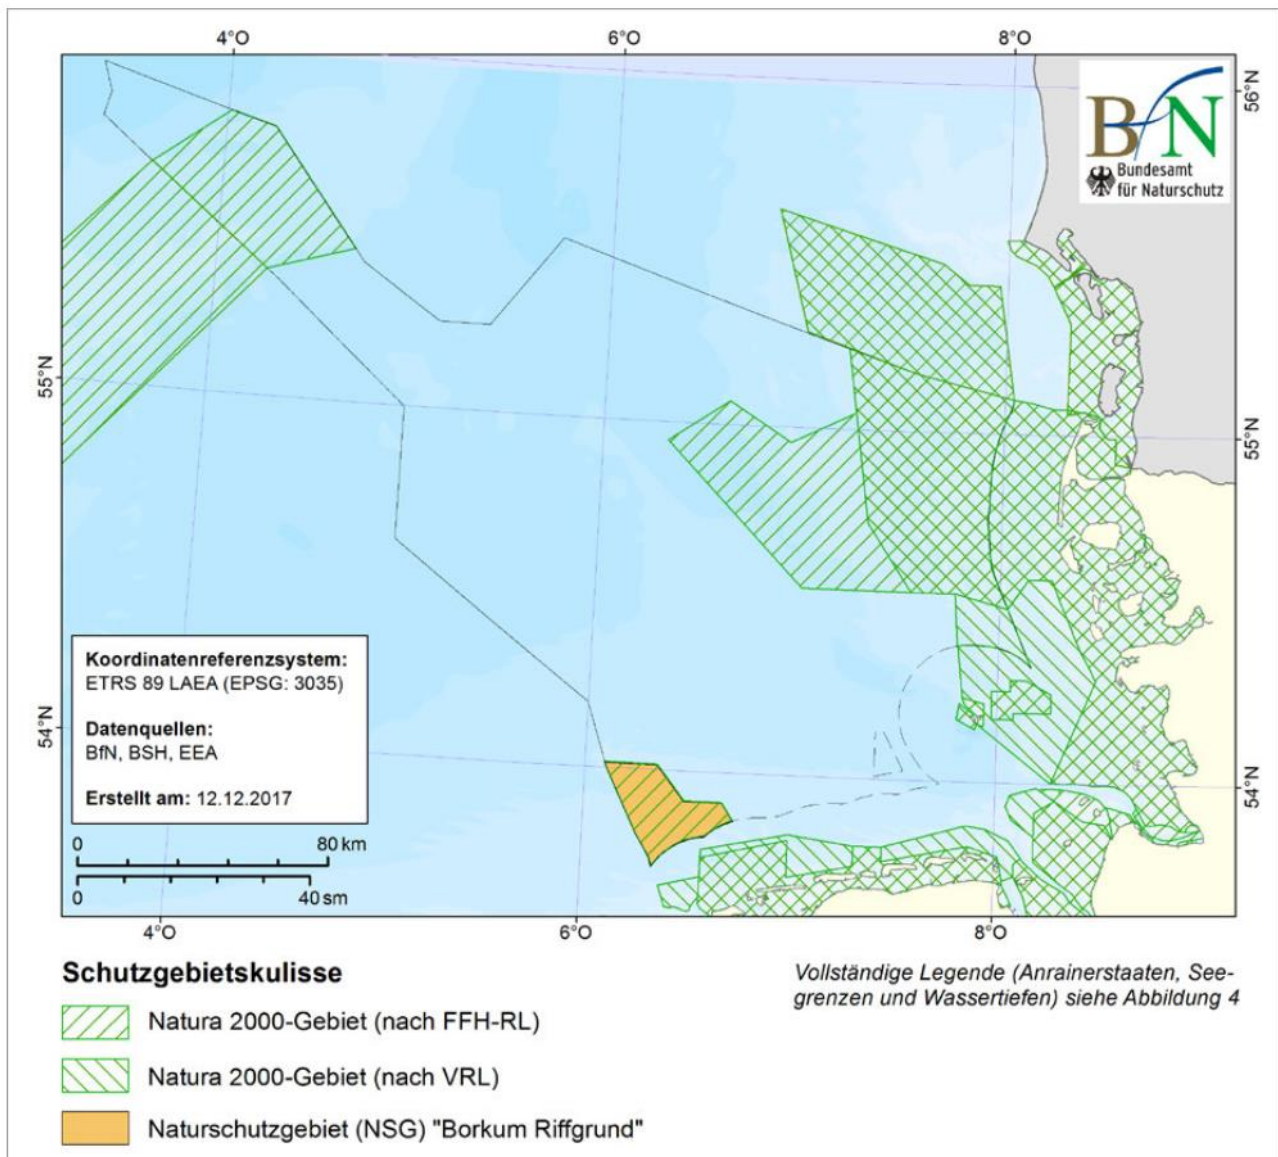 4°O 6°O 8°O
56°N
BfN
Bundesamt
für Naturschutz
55°N
55°N
54°N
54°N
Koordinatenreferenzsystem:
ETRS 89 LAEA (EPSG: 3035)
Datenquellen:
BfN, BSH, EEA
Erstellt am: 12.12.2017
0 80 km
0 40 sm
4°O 6°O 8°O
Schutzgebietskulisse
Vollständige Legende (Anrainerstaaten, See-
grenzen und Wassertiefen) siehe Abbildung 4
Natura 2000-Gebiet (nach FFH-RL)
Natura 2000-Gebiet (nach VRL)
Naturschutzgebiet (NSG) "Borkum Riffgrund"